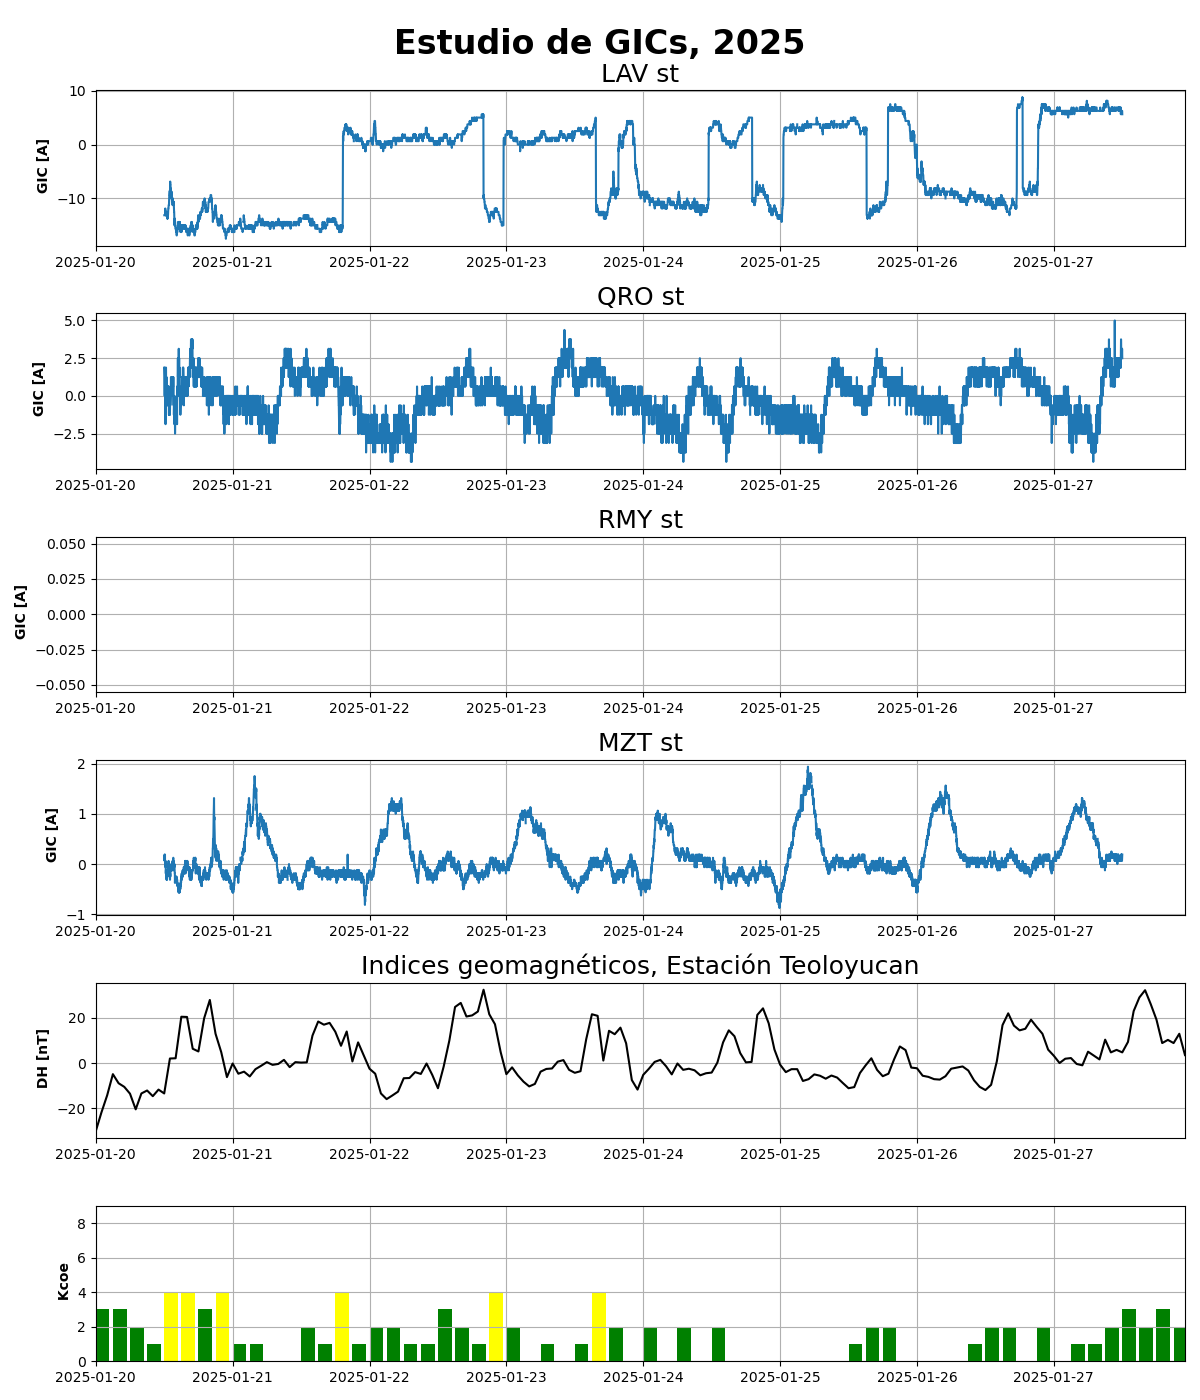 Estudio de GICs, 2025
LAV st
GIC [A]
10
0
−10
2025-01-20 2025-01-21 2025-01-22 2025-01-23 2025-01-24 2025-01-25 2025-01-26 2025-01-27
QRO st
GIC [A]
5.0
2.5
0.0
−2.5
2025-01-20 2025-01-21 2025-01-22 2025-01-23 2025-01-24 2025-01-25 2025-01-26 2025-01-27
RMY st
GIC [A]
0.050
0.025
0.000
−0.025
−0.050
2025-01-20 2025-01-21 2025-01-22 2025-01-23 2025-01-24 2025-01-25 2025-01-26 2025-01-27
MZT st
GIC [A]
2
1
0
−1
2025-01-20 2025-01-21 2025-01-22 2025-01-23 2025-01-24 2025-01-25 2025-01-26 2025-01-27
Indices geomagnéticos, Estación Teoloyucan
DH [nT]
20
0
−20
2025-01-20 2025-01-21 2025-01-22 2025-01-23 2025-01-24 2025-01-25 2025-01-26 2025-01-27
Kcoe
8
6
4
2
0
2025-01-20 2025-01-21 2025-01-22 2025-01-23 2025-01-24 2025-01-25 2025-01-26 2025-01-27